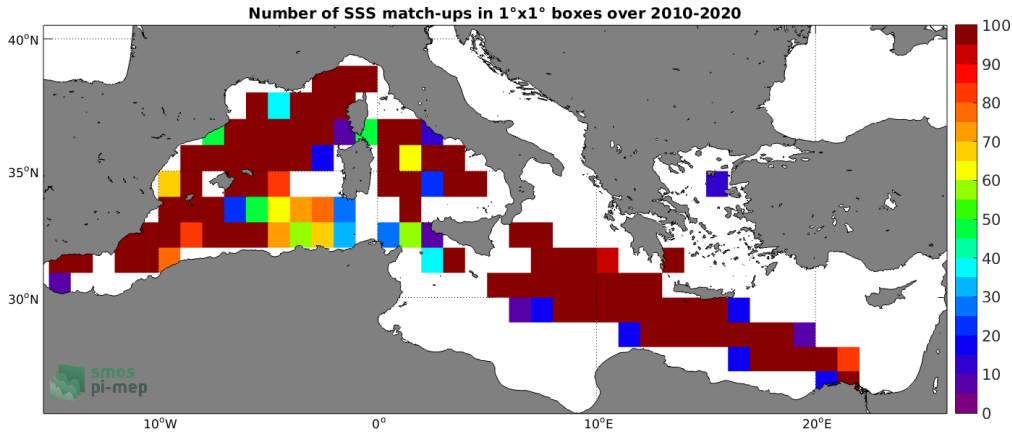 Number of SSS match-ups in 1°x1° boxes over 2010-2020
40°N
35°N
30°N
10°W
0°
10°E
20°E
100
90
80
70
60
50
40
30
20
10
0
smos
pi-mep